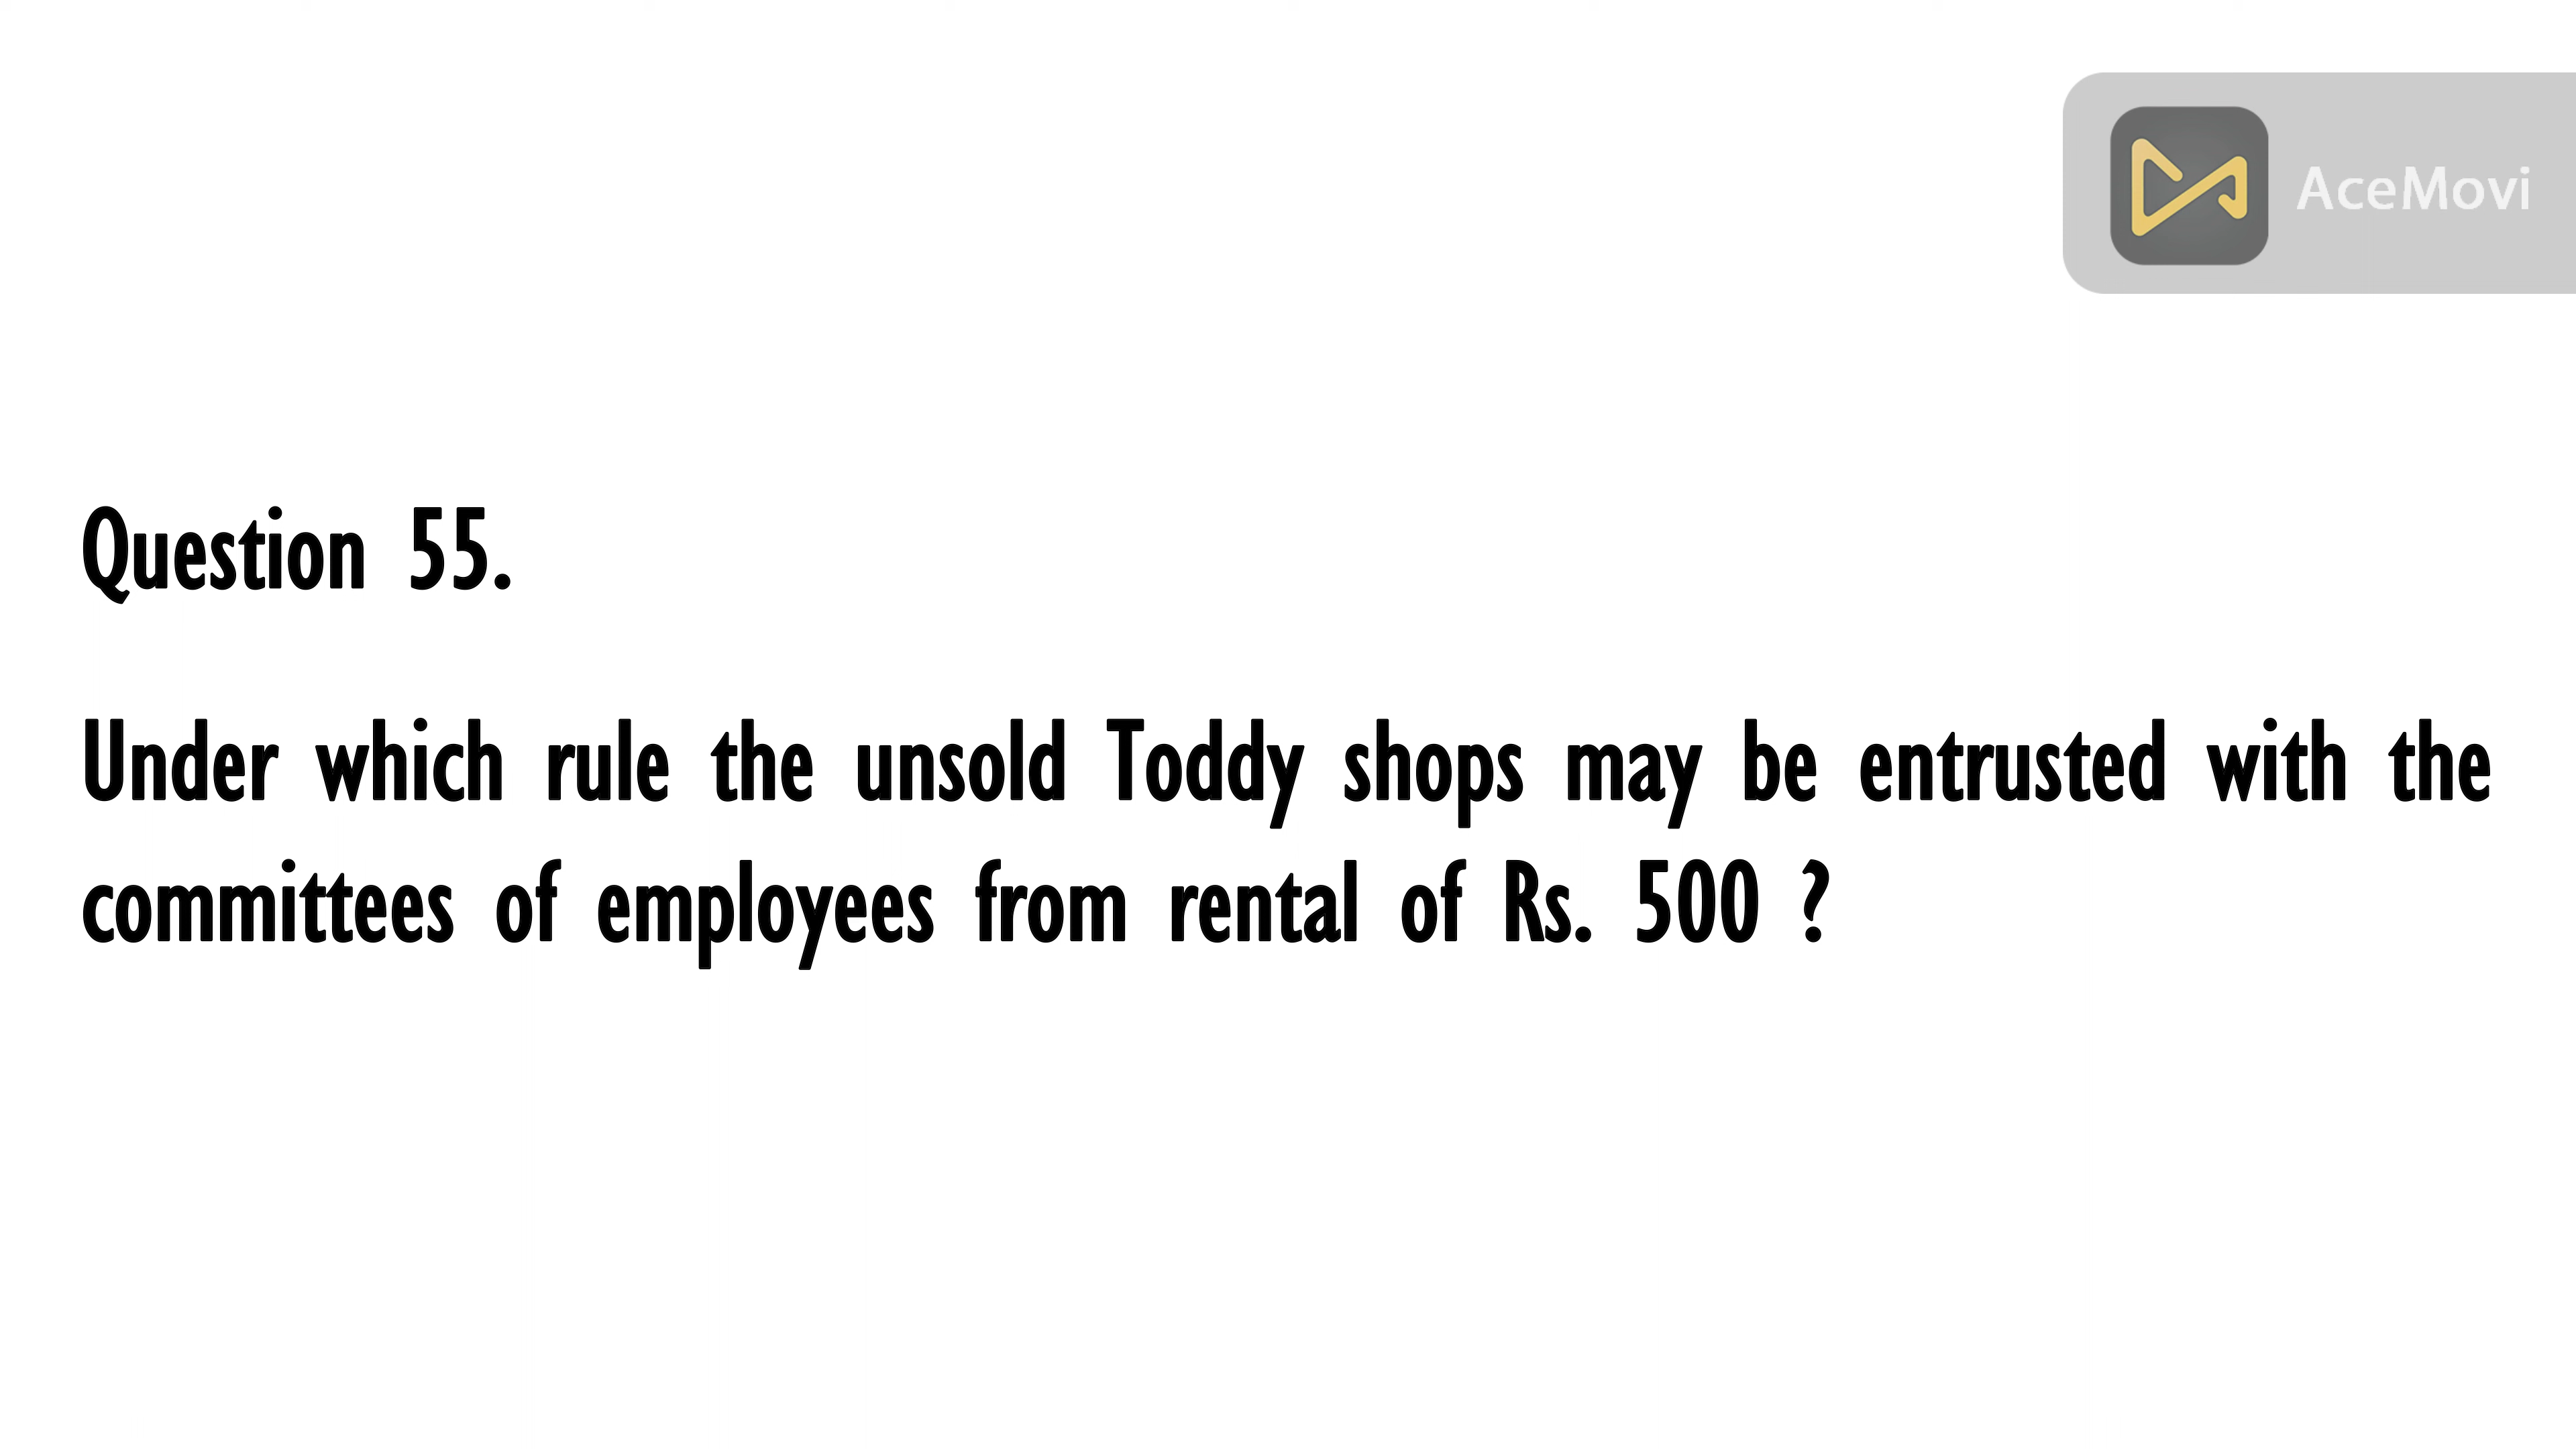 AceMovi
Question 55.
Under which rule the unsold Toddy shops may be entrusted with the
committees of employees from rental of Rs. 500 ?